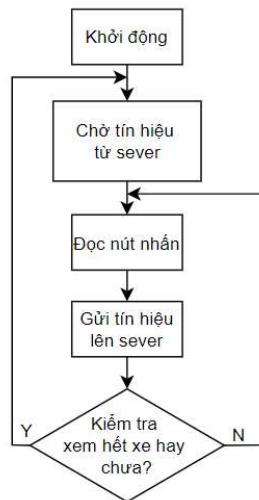 Khởi động
Chờ tín hiệu
từ sever
Đọc nút nhấn
Gửi tín hiệu
lên sever
Y
Kiểm tra
xem hết xe hay
chưa?
N